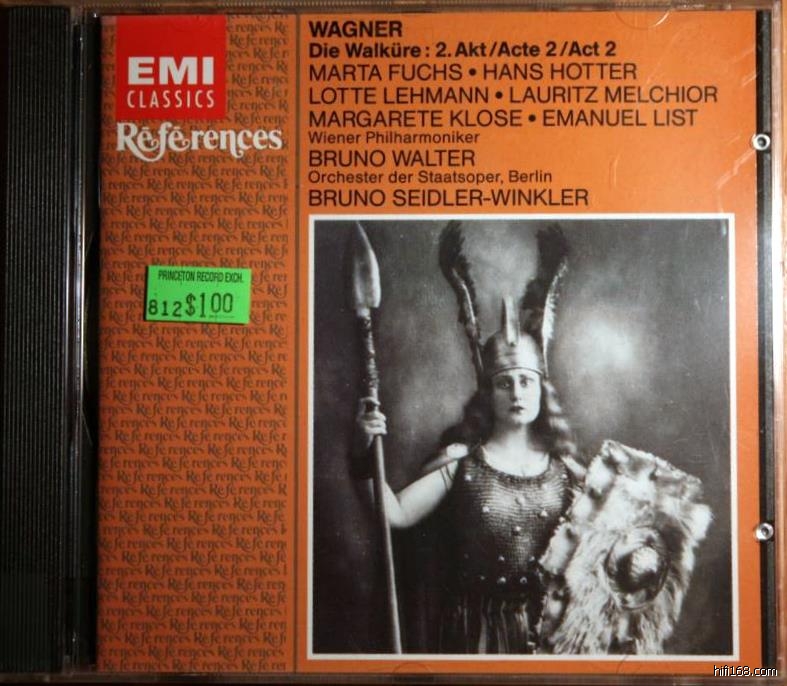 EMI
CLASSICS
Références
WAGNER
Die Walküre: 2. Akt/Acte 2/Act 2
MARTA FUCHS • HANS HOTTER
LOTTE LEHMANN • LAURITZ MELCHIOR
MARGARETE KLOSE • EMANUEL LIST
Wiener Philharmoniker
BRUNO WALTER
Orchester der Staatsoper, Berlin
BRUNO SEIDLER-WINKLER
PRINCETON RECORD EXCH.
812 $1.00
hifi168.com